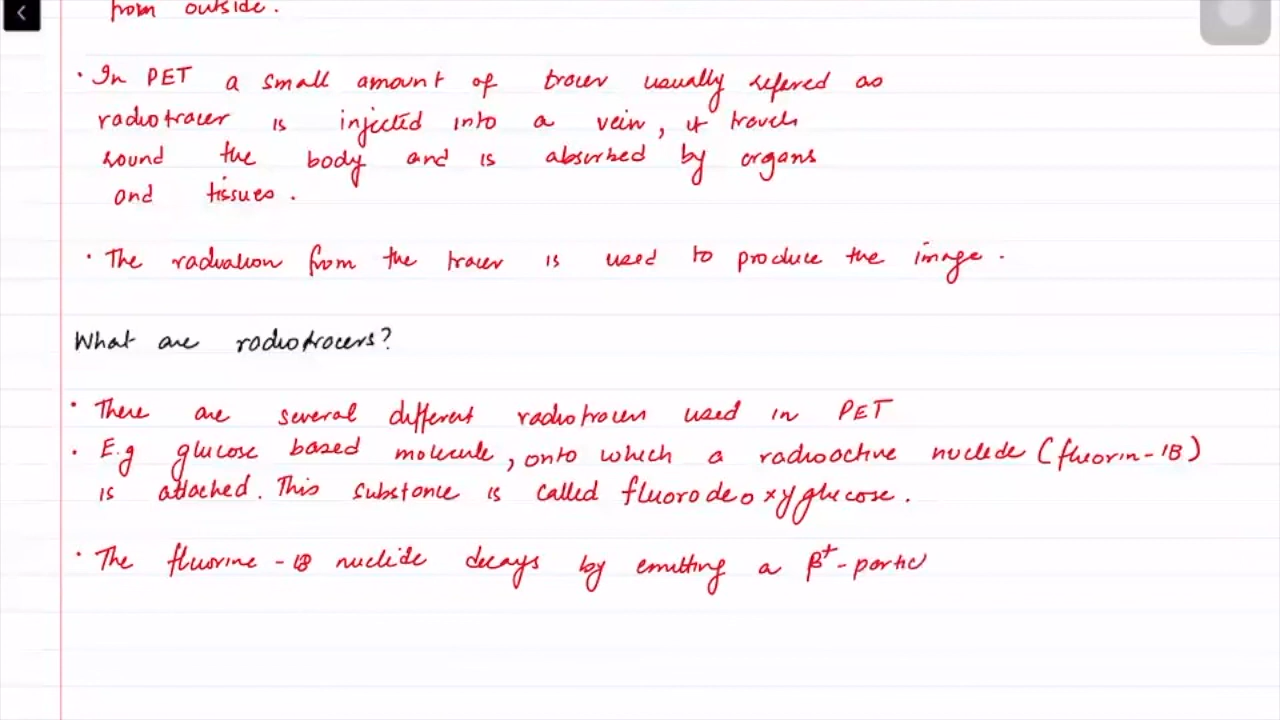 from outside.
• In PET a small amount of tracer usually refered as
radiotracer is injected into a vein, it travels
round the body and is absorbed by organs
and tissues.
• The radiation from the tracer is used to produce the image.
What are radiotracers?
• There are several different radiotracers used in PET
• E.g glucose based molecule, onto which a radioactive nuclide (fluorin-18)
is attached. This substance is called fluorodeoxyglucose.
• The fluorine-18 nuclide decays by emitting a β⁺-partic